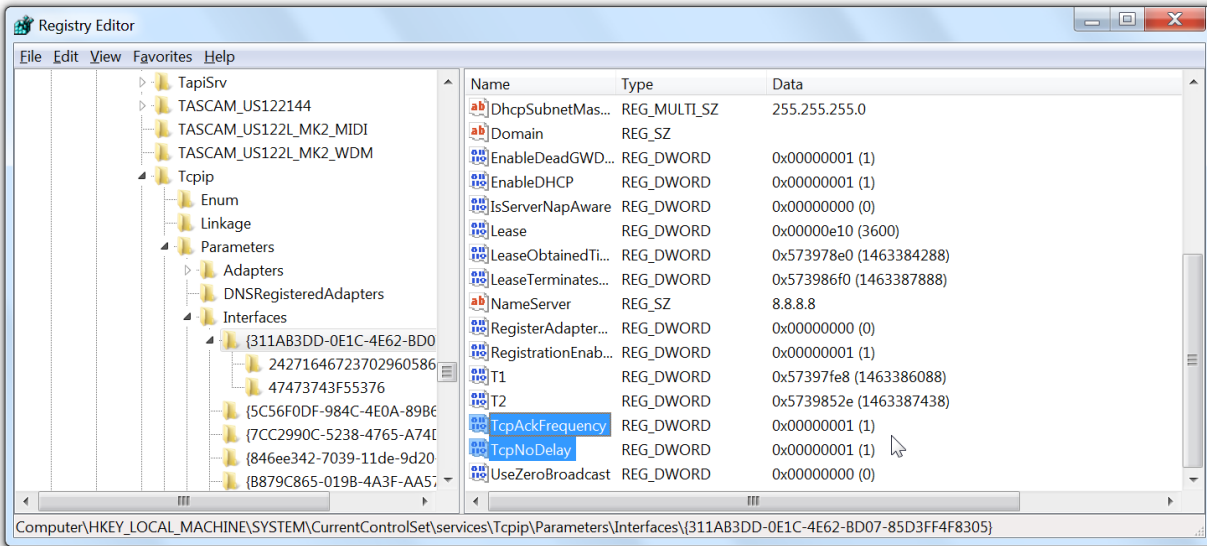 Registry Editor
File Edit View Favorites Help
TapiSrv
TASCAM_US122144
TASCAM_US122L_MK2_MIDI
TASCAM_US122L_MK2_WDM
Tcpip
Enum
Linkage
Parameters
Adapters
DNSRegisteredAdapters
Interfaces
{311AB3DD-0E1C-4E62-BD0
24271646723702960586
47473743F55376
{5C56F0DF-984C-4E0A-89B6
{7CC2990C-5238-4765-A74D
{846ee342-7039-11de-9d20-
{B879C865-019B-4A3F-AA57
Name Type Data
DhcpSubnetMas... REG_MULTI_SZ 255.255.255.0
Domain REG_SZ
EnableDeadGWD... REG_DWORD 0x00000001 (1)
EnableDHCP REG_DWORD 0x00000001 (1)
IsServerNapAware REG_DWORD 0x00000000 (0)
Lease REG_DWORD 0x00000e10 (3600)
LeaseObtainedTi... REG_DWORD 0x573978e0 (1463384288)
LeaseTerminates... REG_DWORD 0x573986f0 (1463387888)
NameServer REG_SZ 8.8.8.8
RegisterAdapter... REG_DWORD 0x00000000 (0)
RegistrationEnab... REG_DWORD 0x00000001 (1)
T1 REG_DWORD 0x57397fe8 (1463386088)
T2 REG_DWORD 0x5739852e (1463387438)
TcpAckFrequency REG_DWORD 0x00000001 (1)
TcpNoDelay REG_DWORD 0x00000001 (1)
UseZeroBroadcast REG_DWORD 0x00000000 (0)
Computer\HKEY_LOCAL_MACHINE\SYSTEM\CurrentControlSet\services\Tcpip\Parameters\Interfaces\{311AB3DD-0E1C-4E62-BD07-85D3FF4F8305}